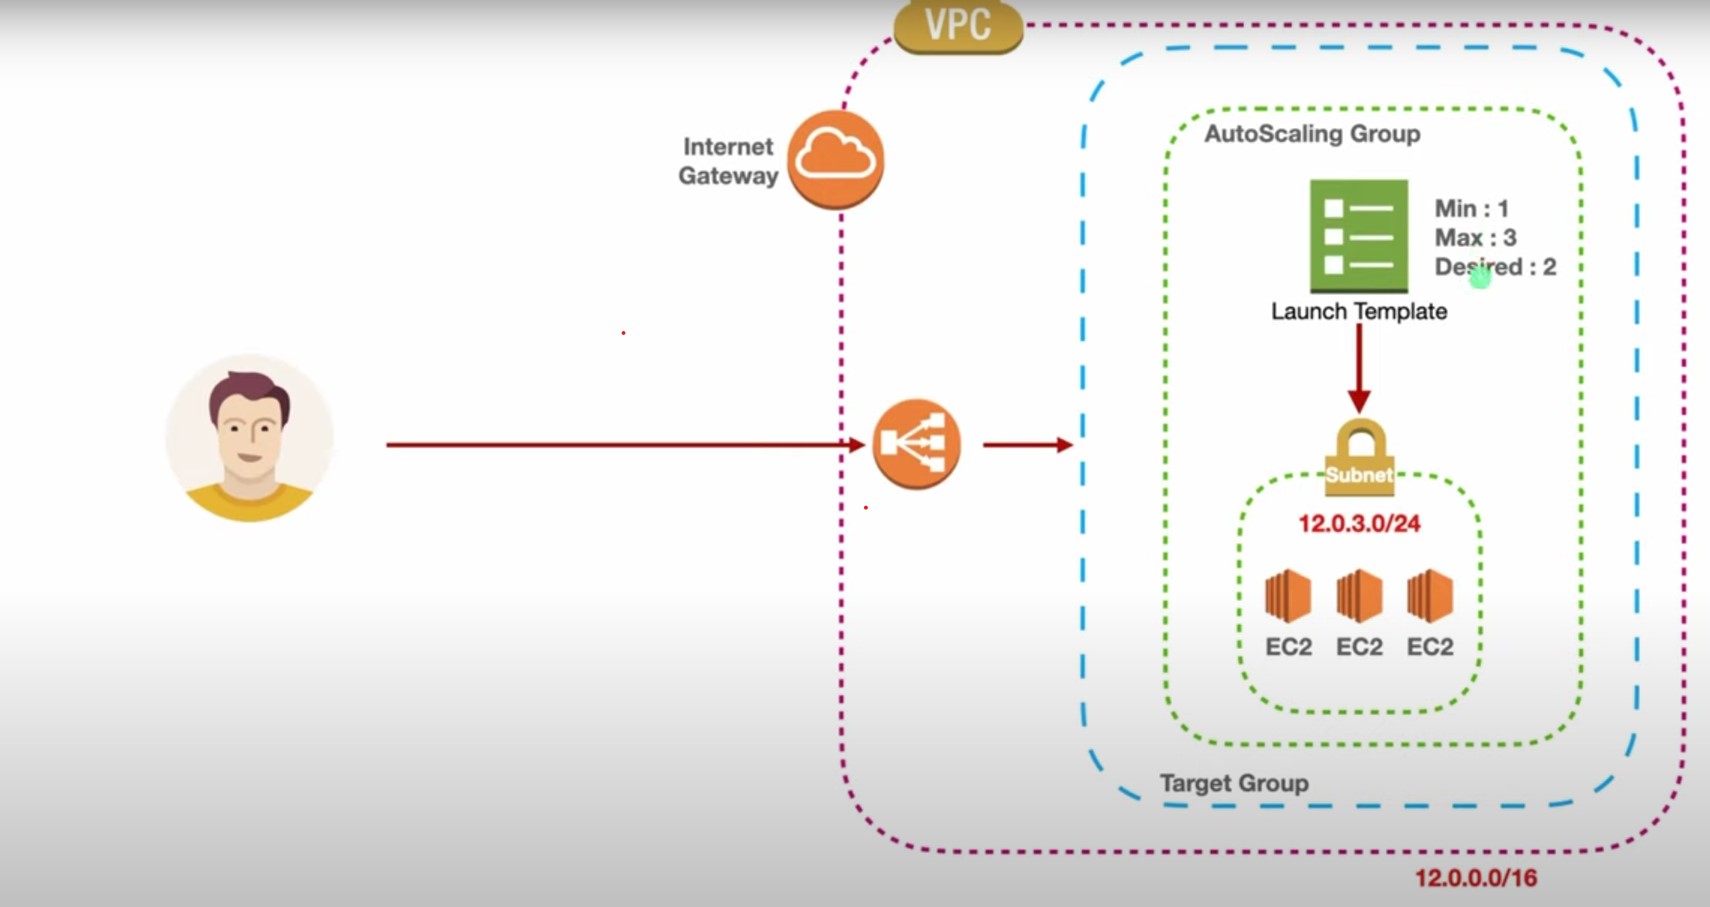 VPC
Internet
Gateway
AutoScaling Group
Min : 1
Max : 3
Desired : 2
Launch Template
Subnet
12.0.3.0/24
EC2 EC2 EC2
Target Group
12.0.0.0/16